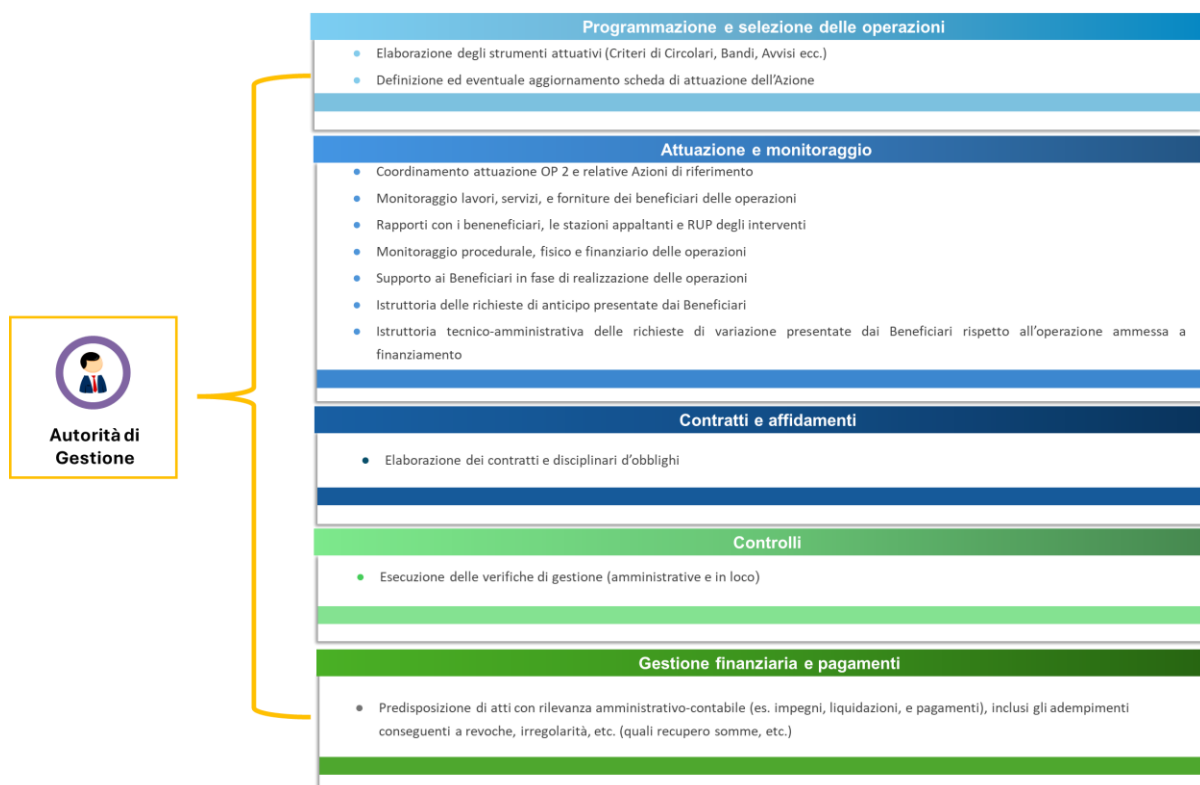 Programmazione e selezione delle operazioni
Elaborazione degli strumenti attuativi (Criteri di Circolari, Bandi, Avvisi ecc.)
Definizione ed eventuale aggiornamento scheda di attuazione dell'Azione
Attuazione e monitoraggio
Coordinamento attuazione OP 2 e relative Azioni di riferimento
Monitoraggio lavori, servizi, e forniture dei beneficiari delle operazioni
Rapporti con i beneneficiari, le stazioni appaltanti e RUP degli interventi
Monitoraggio procedurale, fisico e finanziario delle operazioni
Supporto ai Beneficiari in fase di realizzazione delle operazioni
Istruttoria delle richieste di anticipo presentate dai Beneficiari
Istruttoria tecnico-amministrativa delle richieste di variazione presentate dai Beneficiari rispetto all'operazione ammessa a
finanziamento
Autorità di
Gestione
Contratti e affidamenti
Elaborazione dei contratti e disciplinari d'obblighi
Controlli
Esecuzione delle verifiche di gestione (amministrative e in loco)
Gestione finanziaria e pagamenti
Predisposizione di atti con rilevanza amministrativo-contabile (es. impegni, liquidazioni, e pagamenti), inclusi gli adempimenti
conseguenti a revoche, irregolarità, etc. (quali recupero somme, etc.)